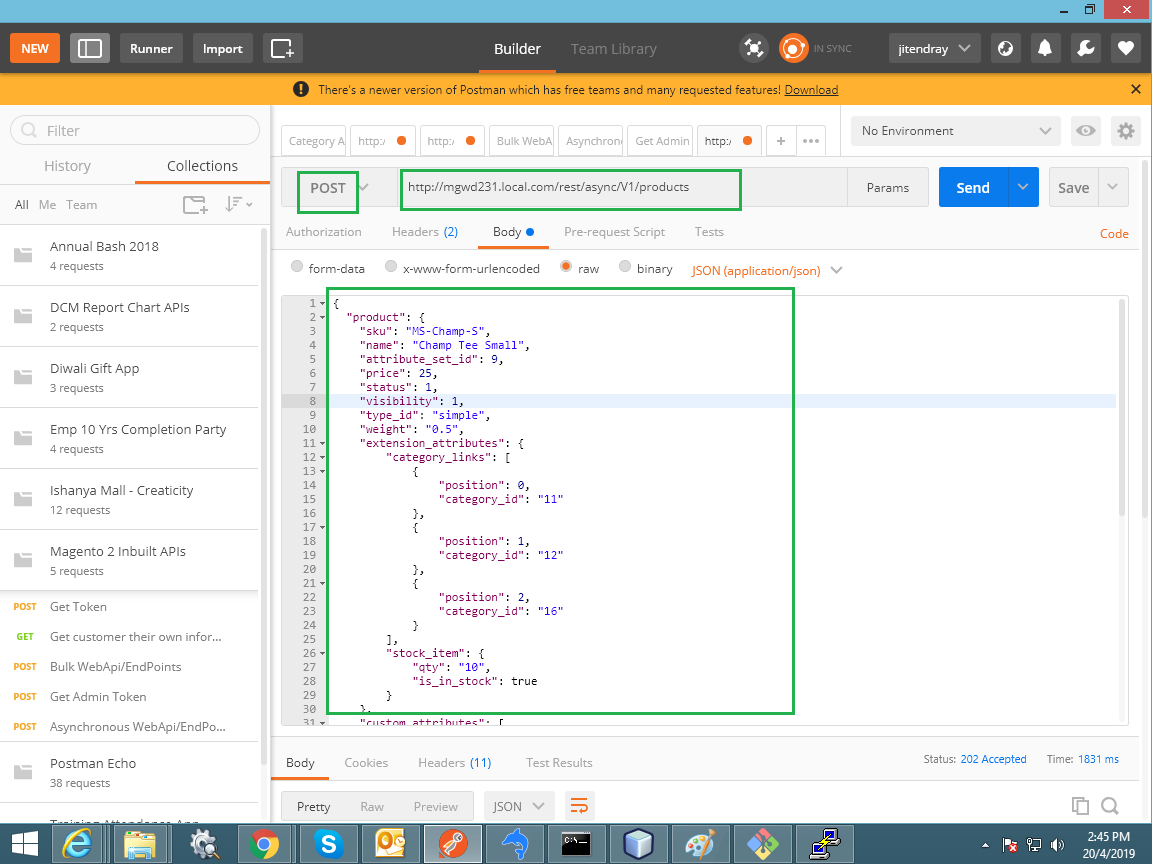 NEW Runner Import Builder Team Library IN SYNC jitendray
There's a newer version of Postman which has free teams and many requested features! Download
Filter
History Collections
All Me Team
Annual Bash 2018
4 requests
DCM Report Chart APIs
2 requests
Diwali Gift App
3 requests
Emp 10 Yrs Completion Party
4 requests
Ishanya Mall - Creaticity
12 requests
Magento 2 Inbuilt APIs
5 requests
POST Get Token
GET Get customer their own infor...
POST Bulk WebApi/EndPoints
POST Get Admin Token
POST Asynchronous WebApi/EndPo...
Postman Echo
38 requests
Training Attendance App
Category A http:/ http:/ Bulk WebA Asynchron Get Admin http:/ + •••
No Environment
POST http://mgwd231.local.com/rest/async/V1/products Params Send Save
Authorization Headers (2) Body Pre-request Script Tests Code
form-data x-www-form-urlencoded raw binary JSON (application/json)
1 {
2 "product": {
3 "sku": "MS-Champ-S",
4 "name": "Champ Tee Small",
5 "attribute_set_id": 9,
6 "price": 25,
7 "status": 1,
8 "visibility": 1,
9 "type_id": "simple",
10 "weight": "0.5",
11 "extension_attributes": {
12 "category_links": [
13 {
14 "position": 0,
15 "category_id": "11"
16 },
17 {
18 "position": 1,
19 "category_id": "12"
20 },
21 {
22 "position": 2,
23 "category_id": "16"
24 }
25 ],
26 "stock_item": {
27 "qty": "10",
28 "is_in_stock": true
29 }
30 },
31 "custom_attributes": [
Body Cookies Headers (11) Test Results Status: 202 Accepted Time: 1831 ms
Pretty Raw Preview JSON
2:45 PM
20/4/2019